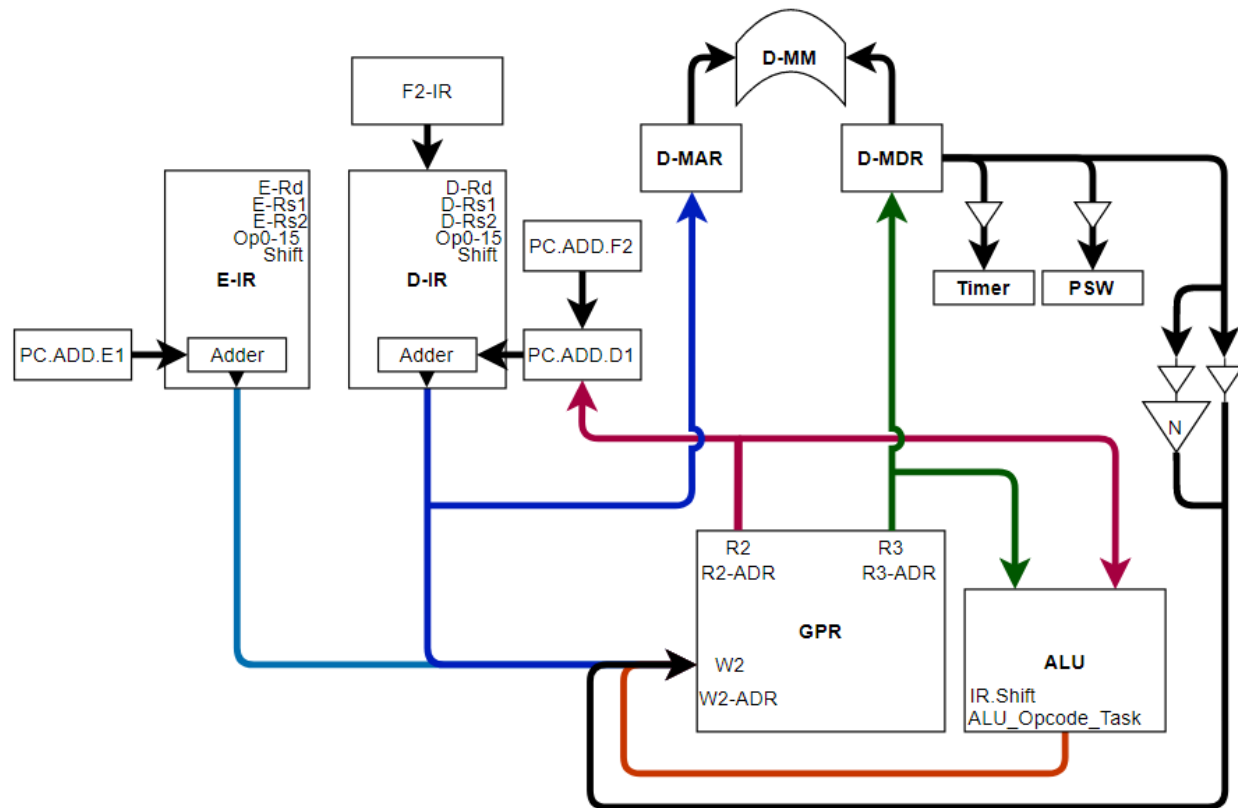 D-MM
F2-IR
D-MAR
D-MDR
E-Rd
E-Rs1
E-Rs2
Op0-15
Shift
E-IR
D-Rd
D-Rs1
D-Rs2
Op0-15
Shift
D-IR
PC.ADD.F2
Timer
PSW
PC.ADD.E1
Adder
Adder
PC.ADD.D1
N
R2
R2-ADR
R3
R3-ADR
GPR
W2
W2-ADR
ALU
IR.Shift
ALU_Opcode_Task